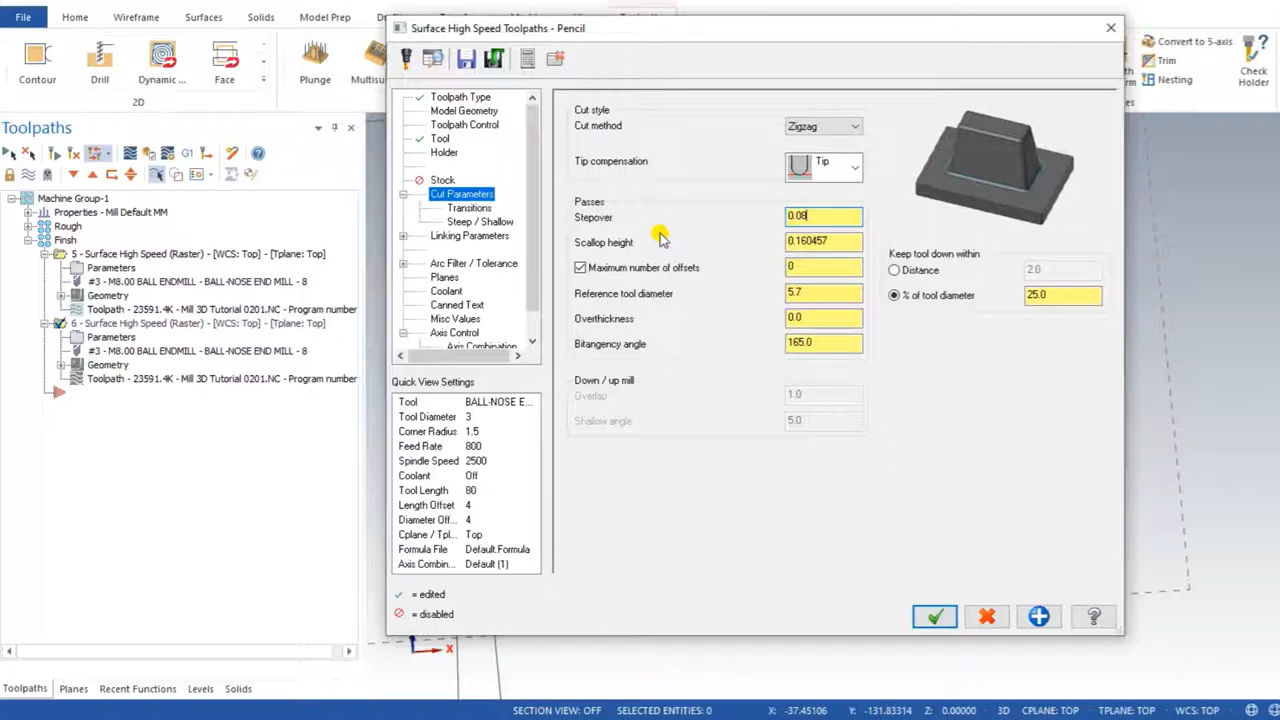 File Home Wireframe Surfaces Solids Model Prep
Surface High Speed Toolpaths - Pencil
Contour Drill Dynamic ... Face Plunge Multisu
Convert to 5-axis
Trim
Nesting
Check Holder
2D
Toolpaths
G1
Machine Group-1
Properties - Mill Default MM
Rough
Finsh
5 - Surface High Speed (Raster) - [WCS: Top] - [Tplane: Top]
Parameters
#3 - M8.00 BALL ENDMILL - BALL-NOSE END MILL - 8
Geometry
Toolpath - 23591.4K - Mill 3D Tutorial 0201.NC - Program number
6 - Surface High Speed (Raster) - [WCS: Top] - [Tplane: Top]
Parameters
#3 - M8.00 BALL ENDMILL - BALL-NOSE END MILL - 8
Geometry
Toolpath - 23591.4K - Mill 3D Tutorial 0201.NC - Program number
Toolpath Type
Model Geometry
Toolpath Control
Tool
Holder
Stock
Cut Parameters
Transitions
Steep / Shallow
Linking Parameters
Arc Filter / Tolerance
Planes
Coolant
Canned Text
Misc Values
Axis Control
Axis Combination
Quick View Settings
Tool BALL-NOSE E...
Tool Diameter 3
Corner Radius 1.5
Feed Rate 800
Spindle Speed 2500
Coolant Off
Tool Length 80
Length Offset 4
Diameter Off... 4
Cplane / Tpl... Top
Formula File Default.Formula
Axis Combin... Default (1)
= edited
= disabled
Cut style
Cut method Zigzag
Tip compensation Tip
Passes
Stepover 0.08
Scallop height 0.160457
Maximum number of offsets 0
Reference tool diameter 5.7
Overthickness 0.0
Bitangency angle 165.0
Down / up mill
Overlap 1.0
Shallow angle 5.0
Keep tool down within
Distance 2.0
% of tool diameter 25.0
Toolpaths Planes Recent Functions Levels Solids
X
SECTION VIEW: OFF SELECTED ENTITIES: 0 X: -37.45106 Y: -131.83314 Z: 0.00000 3D CPLANE: TOP TPLANE: TOP WCS: TOP